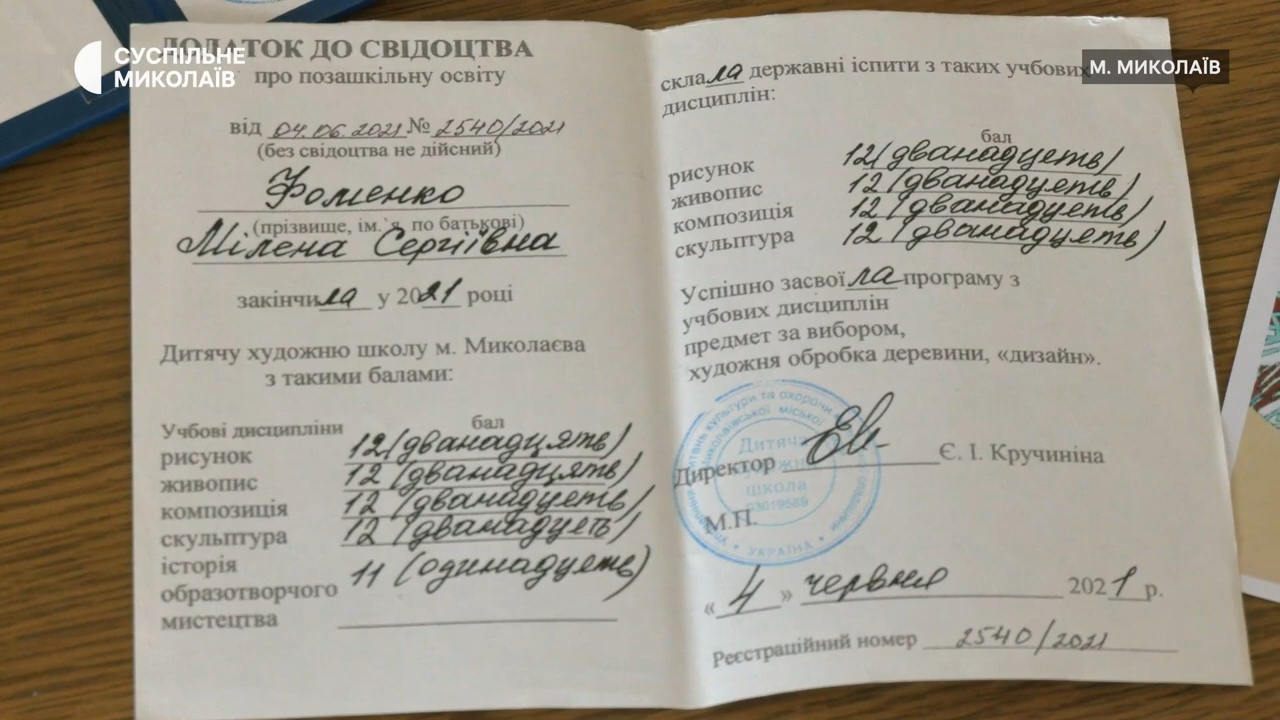 СУСПІЛЬНЕ
МИКОЛАЇВ
М. МИКОЛАЇВ
ДОДАТОК ДО СВІДОЦТВА
про позашкільну освіту
від 04.06.2021 № 2540/2021
(без свідоцтва не дійсний)
Фоменко
(прізвище, ім.`я, по батькові)
Мілена Сергіївна
закінчила у 2021 році
Дитячу художню школу м. Миколаєва
з такими балами:
Учбові дисципліни бал
рисунок 12 (дванадцять)
живопис 12 (дванадцять)
композиція 12 (дванадцять)
скульптура 12 (дванадцять)
історія
образотворчого 11 (одинадцять)
мистецтва
склала державні іспити з таких учбових
дисциплін:
бал
рисунок 12 (дванадцять)
живопис 12 (дванадцять)
композиція 12 (дванадцять)
скульптура 12 (дванадцять)
Успішно засвоїла програму з
учбових дисциплін
предмет за вибором,
художня обробка деревини, «дизайн».
Дитяча
школа
03019569
УКРАЇНА
Директор Є. І. Кручиніна
М.П.
« 4 » червня 2021 р.
Реєстраційний номер 2540/2021